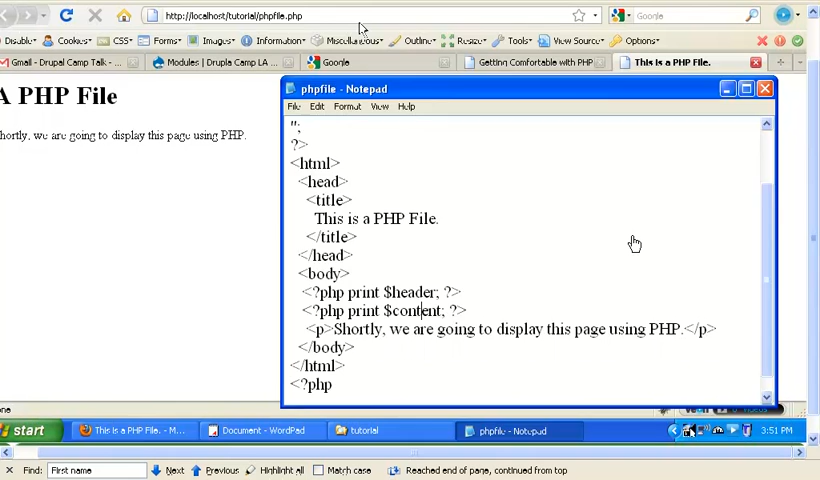 http://localhost/tutorial/phpfile.php
Google
Disable Cookies CSS Forms Images Information Miscellaneous Outline Resize Tools View Source Options
Gmail - Drupal Camp Talk - ...
Modules | Drupla Camp LA ...
Google
Getting Comfortable with PHP
This is a PHP File.
A PHP File
hortly, we are going to display this page using PHP.
phpfile - Notepad
File Edit Format View Help
";
?>
<html>
<head>
<title>
This is a PHP File.
</title>
</head>
<body>
<?php print $header; ?>
<?php print $content; ?>
<p>Shortly, we are going to display this page using PHP.</p>
</body>
</html>
<?php
one
start
This is a PHP File. - M...
Document - WordPad
tutorial
phpfile - Notepad
3:51 PM
Find: First name Next Previous Highlight all Match case Reached end of page, continued from top